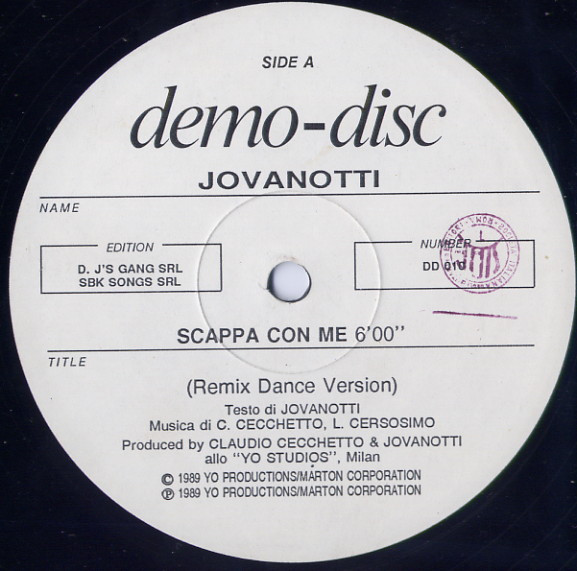 SIDE A
demo-disc
JOVANOTTI
NAME
EDITION
D. J'S GANG SRL
SBK SONGS SRL
NUMBER
DD 010
SCAPPA CON ME 6'00"
TITLE
(Remix Dance Version)
Testo di JOVANOTTI
Musica di C. CECCHETTO, L. CERSOSIMO
Produced by CLAUDIO CECCHETTO & JOVANOTTI
allo "YO STUDIOS", Milan
© 1989 YO PRODUCTIONS/MARTON CORPORATION
℗ 1989 YO PRODUCTIONS/MARTON CORPORATION